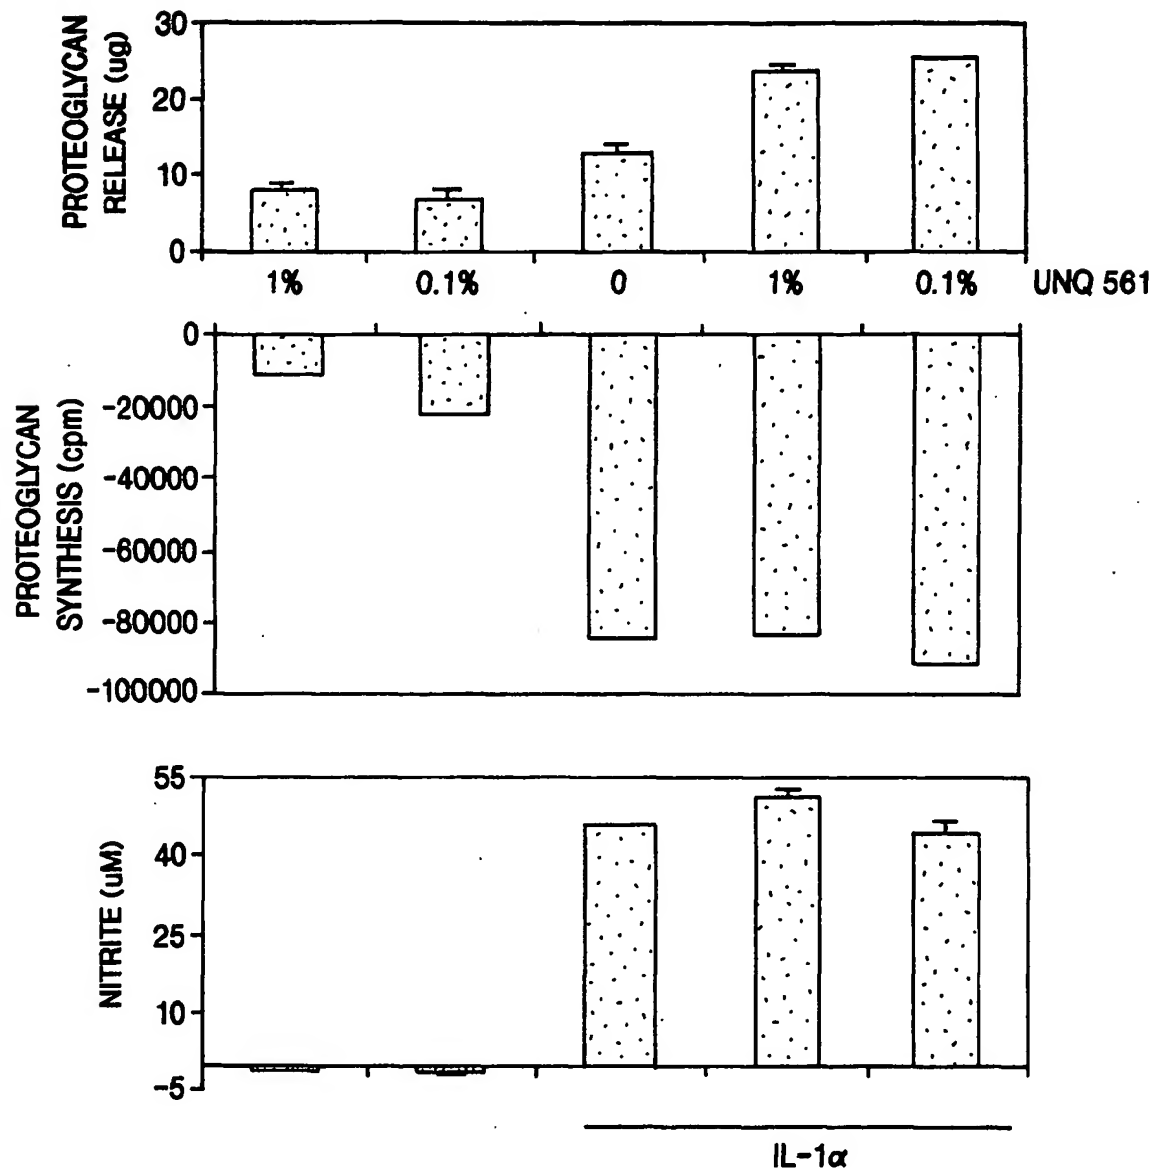 PROTEOGLYCAN
RELEASE (ug)
30
20
10
0
1% 0.1% 0 1% 0.1% UNQ 561
PROTEOGLYCAN
SYNTHESIS (cpm)
0
-20000
-40000
-60000
-80000
-100000
NITRITE (uM)
55
40
25
10
-5
IL-1α